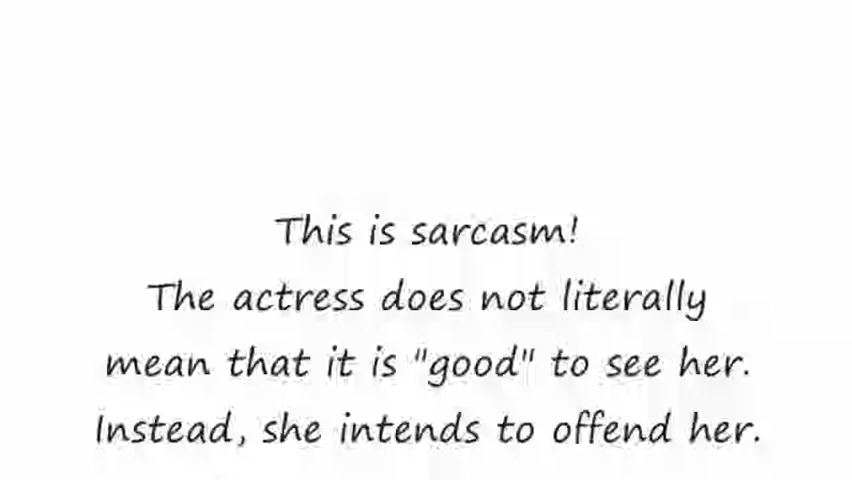 This is sarcasm!
The actress does not literally
mean that it is "good" to see her.
Instead, she intends to offend her.